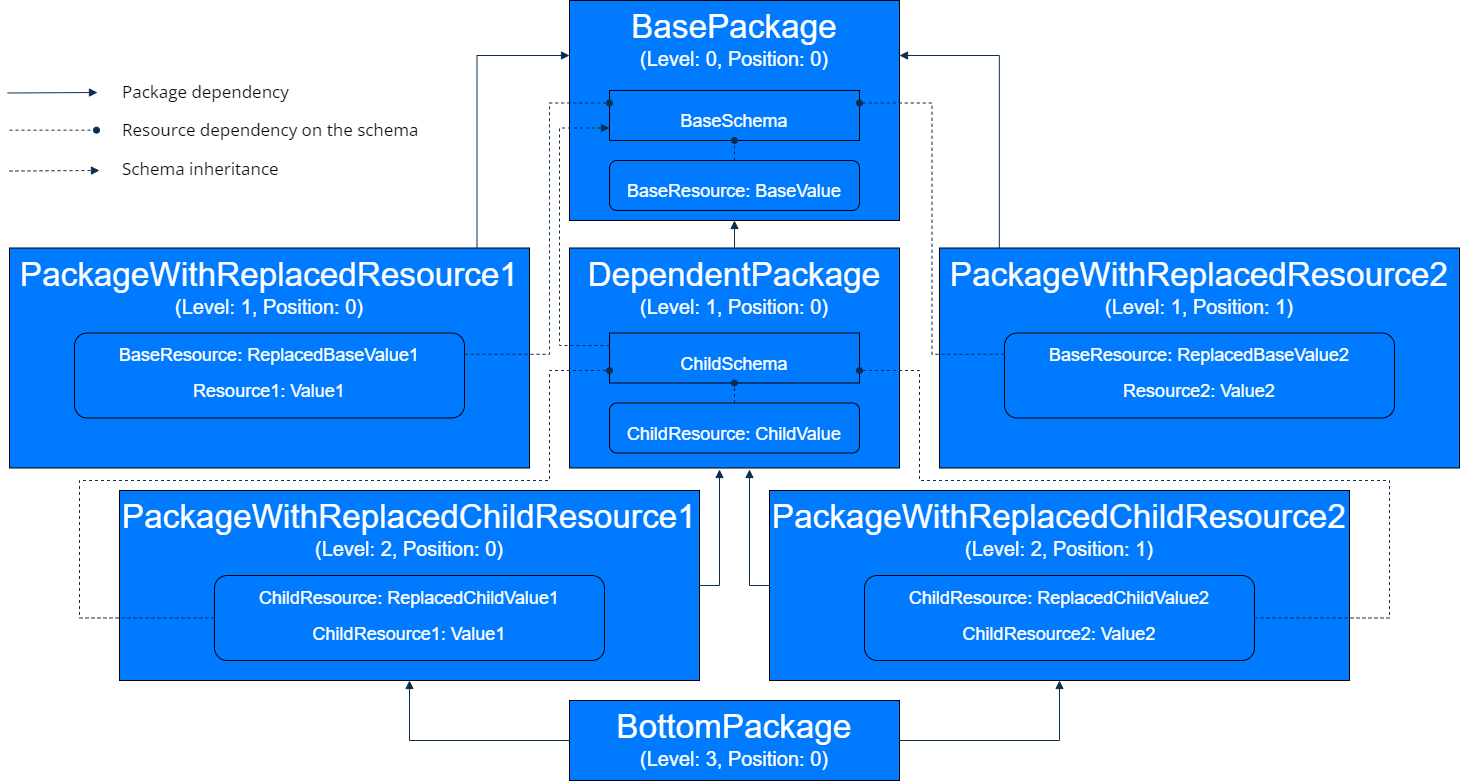 BasePackage
(Level: 0, Position: 0)
Package dependency
Resource dependency on the schema
Schema inheritance
BaseSchema
BaseResource: BaseValue
PackageWithReplacedResource1
(Level: 1, Position: 0)
BaseResource: ReplacedBaseValue1
Resource1: Value1
DependentPackage
(Level: 1, Position: 0)
ChildSchema
ChildResource: ChildValue
PackageWithReplacedResource2
(Level: 1, Position: 1)
BaseResource: ReplacedBaseValue2
Resource2: Value2
PackageWithReplacedChildResource1
(Level: 2, Position: 0)
ChildResource: ReplacedChildValue1
ChildResource1: Value1
PackageWithReplacedChildResource2
(Level: 2, Position: 1)
ChildResource: ReplacedChildValue2
ChildResource2: Value2
BottomPackage
(Level: 3, Position: 0)